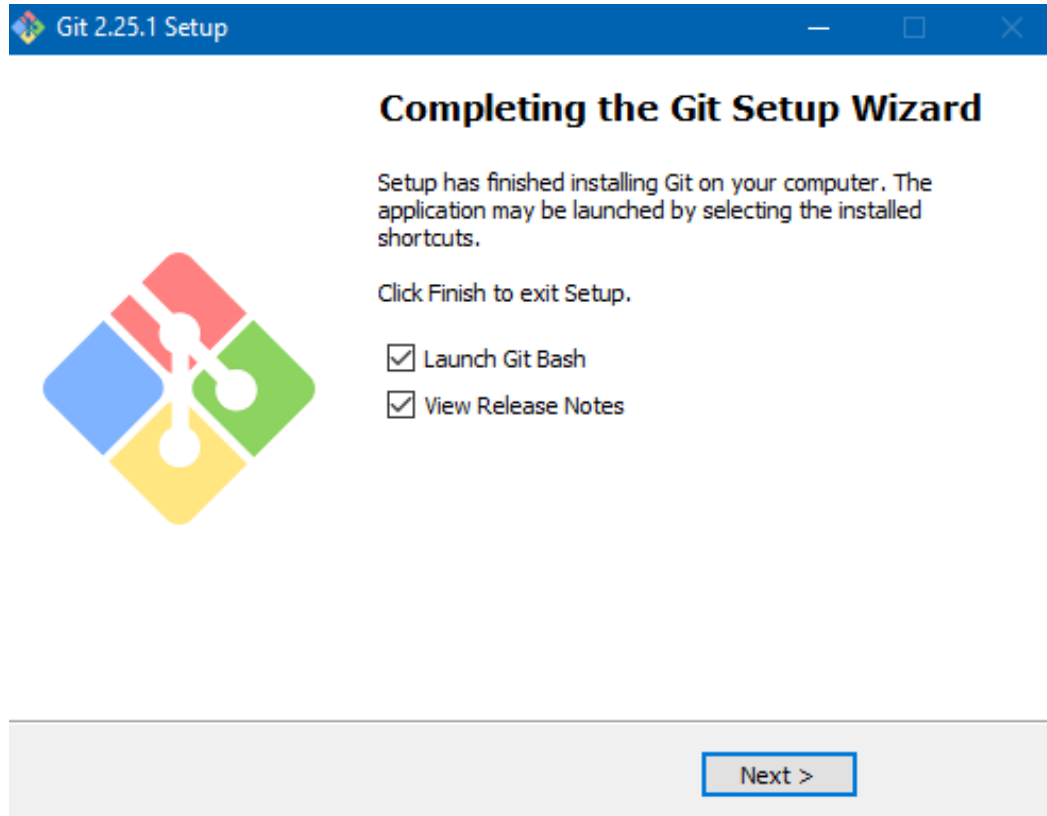 Git 2.25.1 Setup
Completing the Git Setup Wizard
Setup has finished installing Git on your computer. The
application may be launched by selecting the installed
shortcuts.
Click Finish to exit Setup.
Launch Git Bash
View Release Notes
Next >